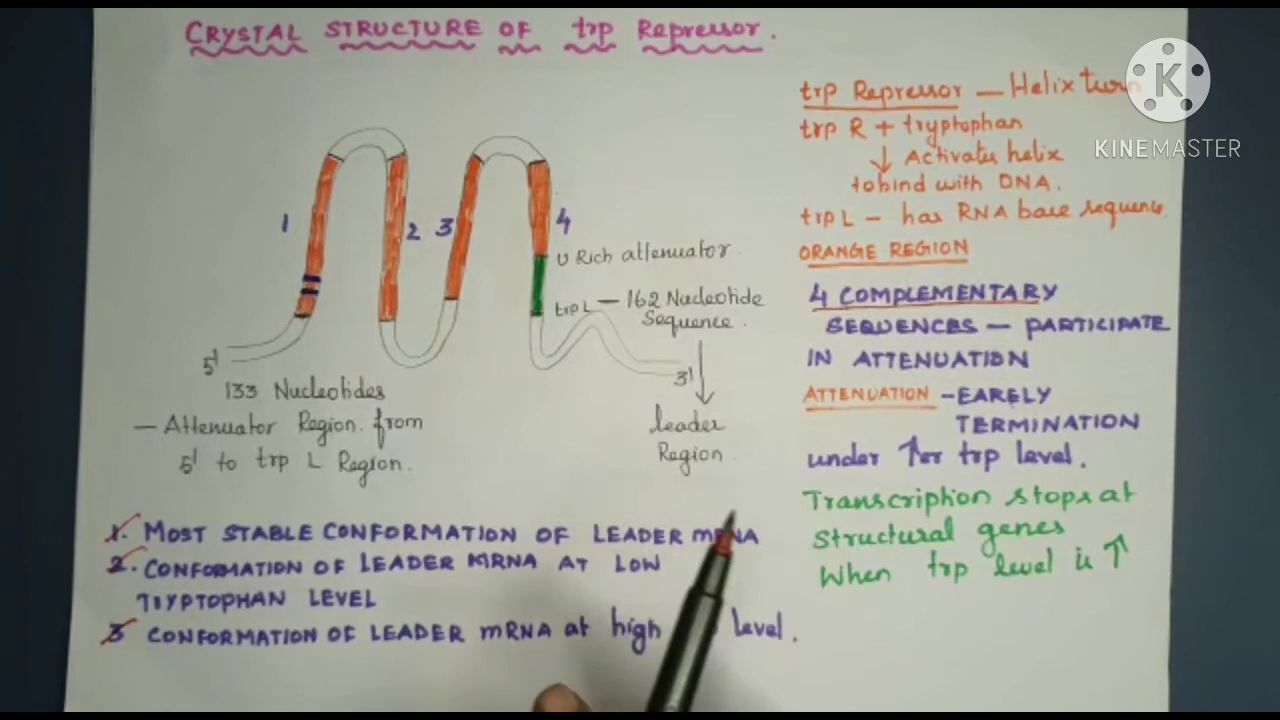 CRYSTAL STRUCTURE OF trp Repressor.
1
2
3
4
U Rich attenuator.
trp L — 162 Nucleotide
Sequence.
5'
3'
leader
Region
133 Nucleotides
— Attenuator Region from
5' to trp L Region.
1. MOST STABLE CONFORMATION OF LEADER mRNA
2. CONFORMATION OF LEADER MRNA AT LOW
TRYPTOPHAN LEVEL
3 CONFORMATION OF LEADER mRNA at high level.
trp Repressor — Helix turn
trp R + tryptophan
↓ Activates helix
to bind with DNA.
trp L — has RNA base sequence
ORANGE REGION
4 COMPLEMENTARY
SEQUENCES — PARTICIPATE
IN ATTENUATION
ATTENUATION — EARELY
TERMINATION
under ↑er trp level.
Transcription stops at
Structural genes
When trp level is ↑
K
KINEMASTER